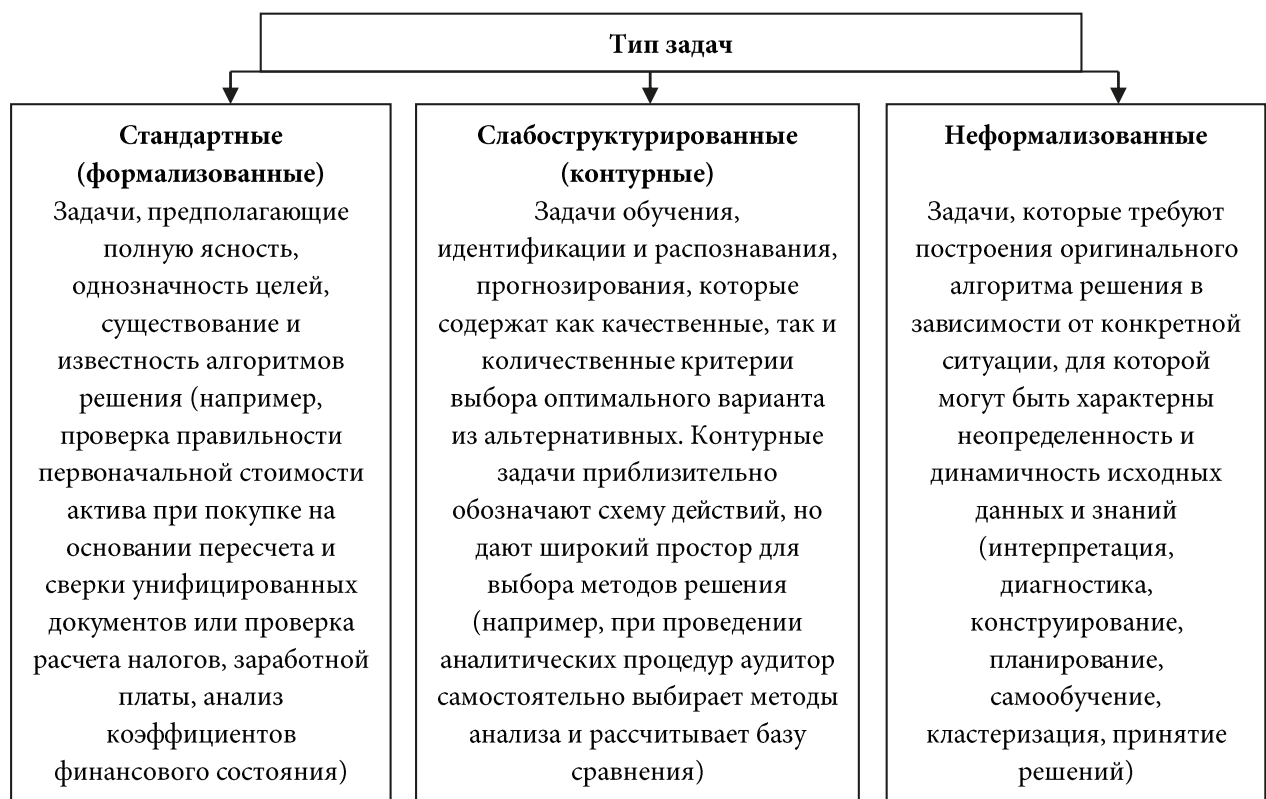 Тип задач
Стандартные
(формализованные)
Задачи, предполагающие
полную ясность,
однозначность целей,
существование и
известность алгоритмов
решения (например,
проверка правильности
первоначальной стоимости
актива при покупке на
основании пересчета и
сверки унифицированных
документов или проверка
расчета налогов, заработной
платы, анализ
коэффициентов
финансового состояния)
Слабоструктурированные
(контурные)
Задачи обучения,
идентификации и распознавания,
прогнозирования, которые
содержат как качественные, так и
количественные критерии
выбора оптимального варианта
из альтернативных. Контурные
задачи приблизительно
обозначают схему действий, но
дают широкий простор для
выбора методов решения
(например, при проведении
аналитических процедур аудитор
самостоятельно выбирает методы
анализа и рассчитывает базу
сравнения)
Неформализованные
Задачи, которые требуют
построения оригинального
алгоритма решения в
зависимости от конкретной
ситуации, для которой
могут быть характерны
неопределенность и
динамичность исходных
данных и знаний
(интерпретация,
диагностика,
конструирование,
планирование,
самообучение,
кластеризация, принятие
решений)